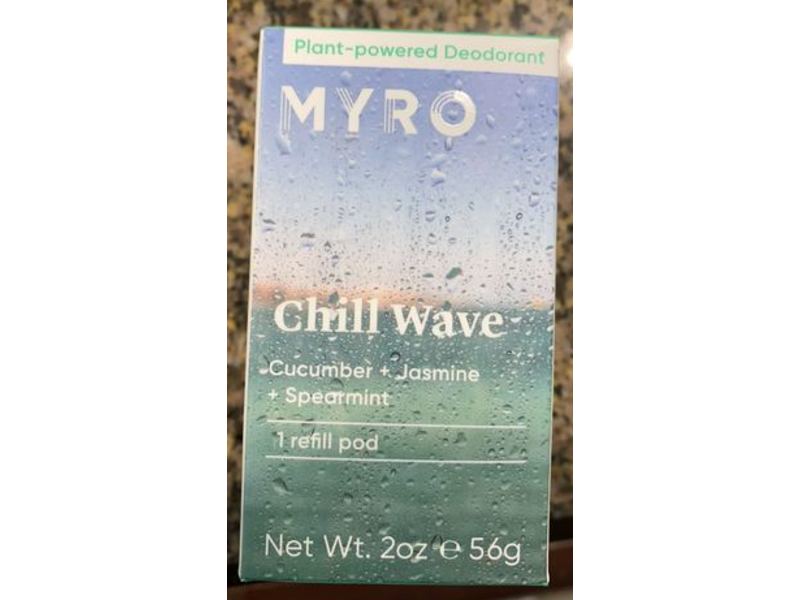 Plant-powered Deodorant
MYRO
Chill Wave
Cucumber + Jasmine
+ Spearmint
1 refill pod
Net Wt. 2oz ℮ 56g